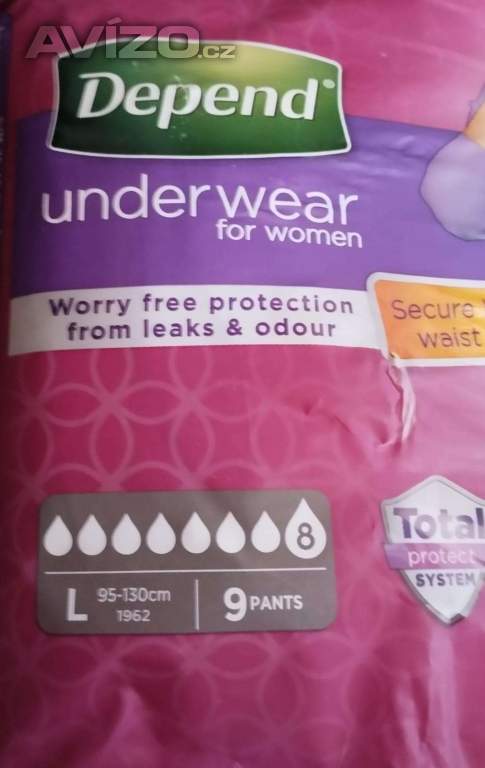 AVÍZO.cz
Depend®
underwear
for women
Worry free protection
from leaks & odour
Secure
waist
8
L 95-130cm
1962
9 PANTS
Total
protect
SYSTEM